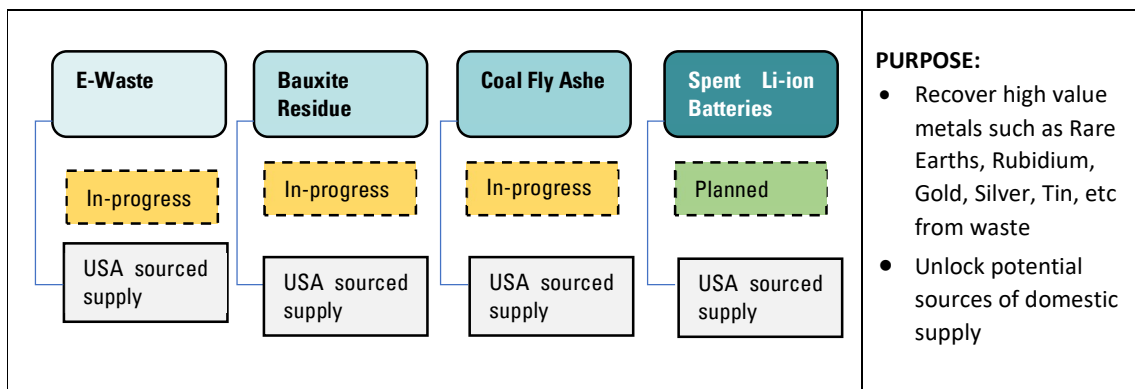 E-Waste
In-progress
USA sourced
supply
Bauxite
Residue
In-progress
USA sourced
supply
Coal Fly Ashe
In-progress
USA sourced
supply
Spent Li-ion
Batteries
Planned
USA sourced
supply
PURPOSE:
• Recover high value
metals such as Rare
Earths, Rubidium,
Gold, Silver, Tin, etc
from waste
• Unlock potential
sources of domestic
supply